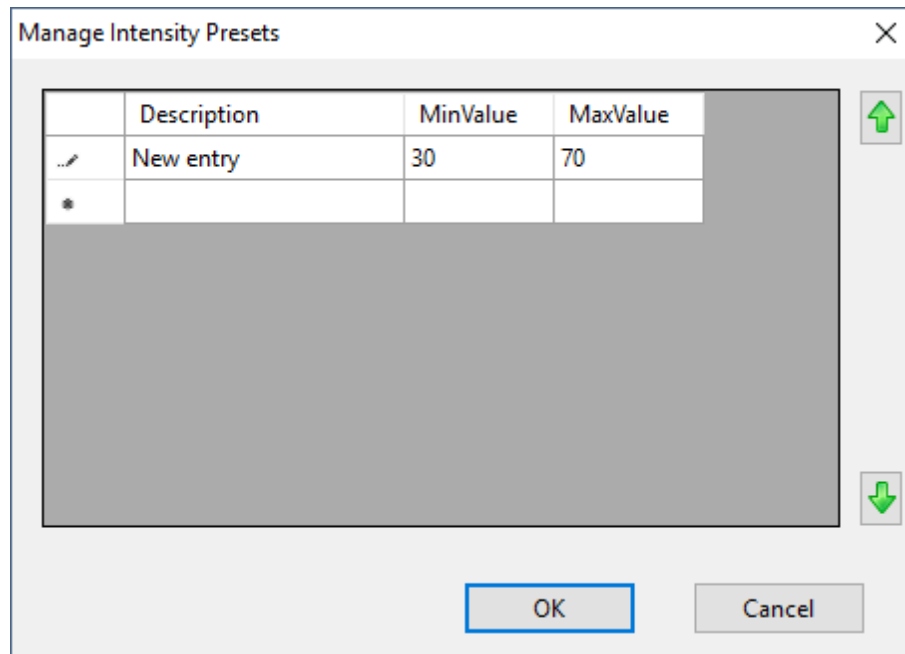 Manage Intensity Presets
Description MinValue MaxValue
New entry 30 70
OK Cancel